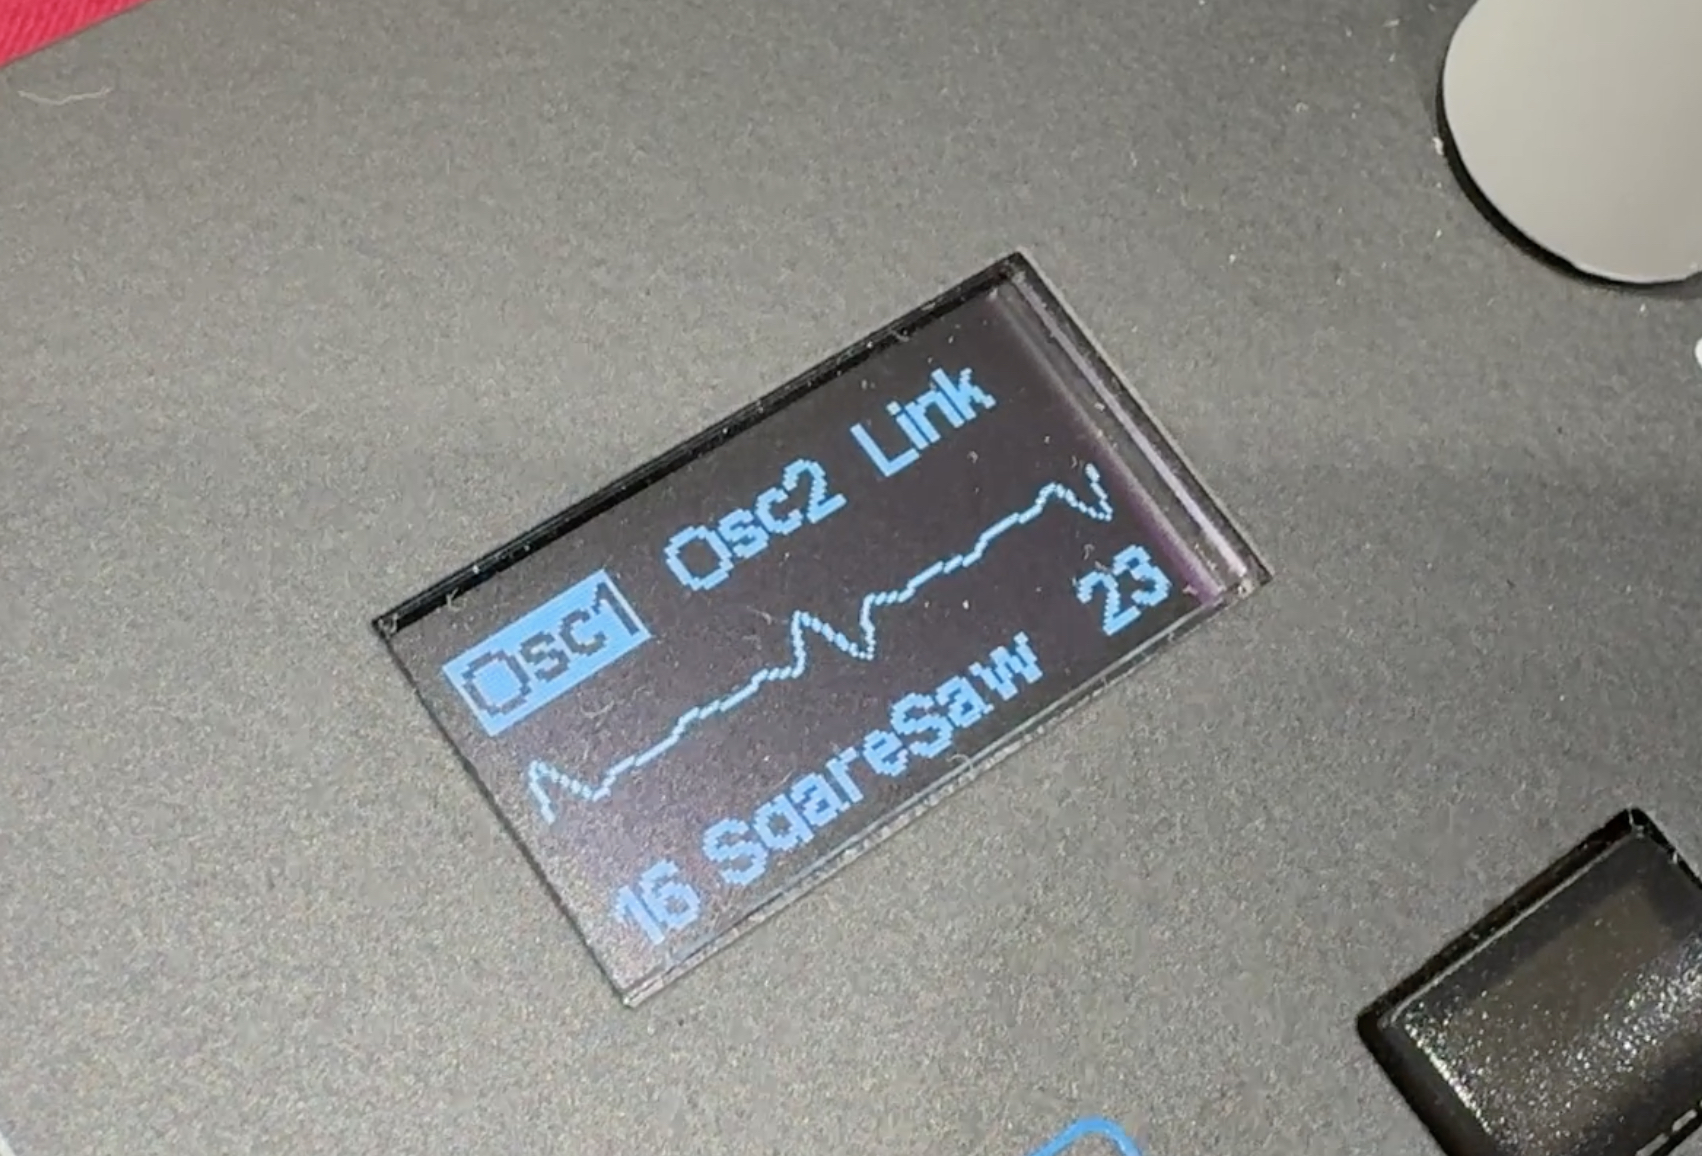 Osc1 Osc2 Link
16 SqareSaw 23